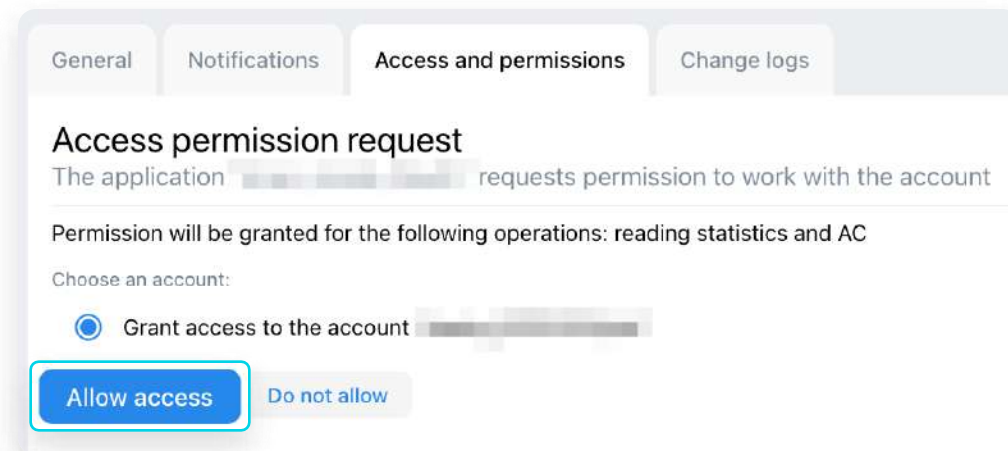 General Notifications Access and permissions Change logs
Access permission request
The application requests permission to work with the account
Permission will be granted for the following operations: reading statistics and AC
Choose an account:
Grant access to the account
Allow access Do not allow